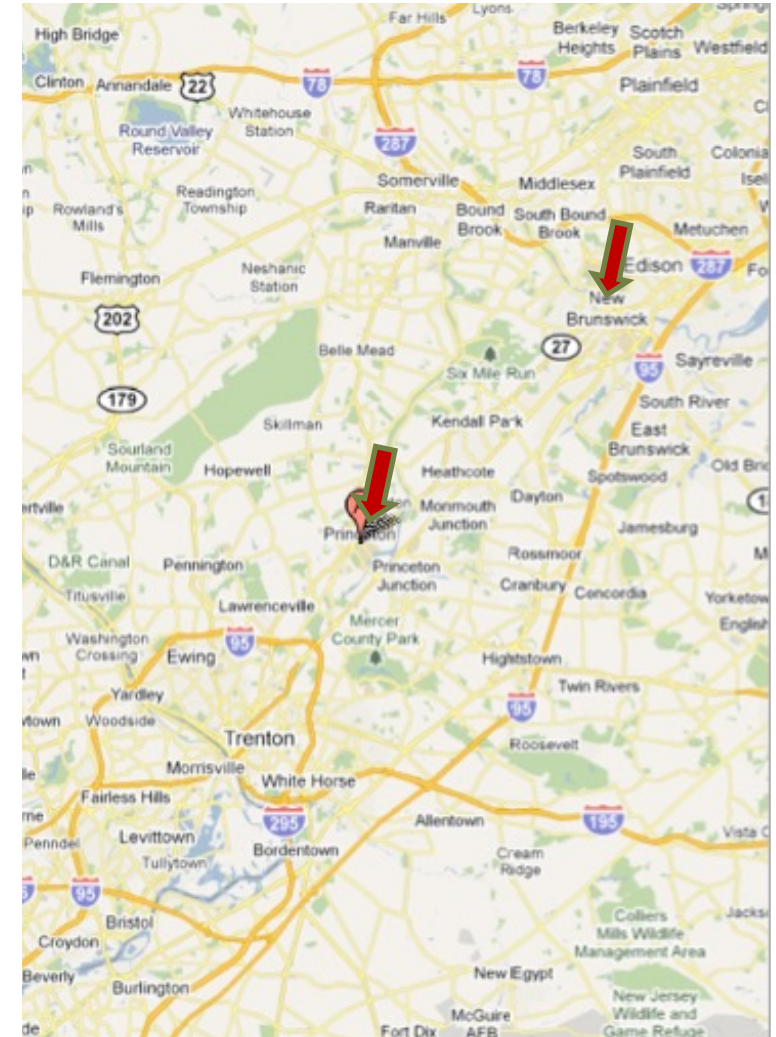 Far Hills
Lyons
High Bridge
Berkeley
Heights
Scotch
Plains
Westfield
Clinton
Annandale
22
78
78
Plainfield
Whitehouse
Station
Round Valley
Reservoir
287
South
Plainfield
Colonia
Somerville
Middlesex
Readington
Township
Rowland's
Mills
Raritan
Bound
Brook
South Bound
Brook
Metuchen
Manville
Edison
287
Flemington
Neshanic
Station
New
Brunswick
202
Belle Mead
27
Six Mile Run
95
Sayreville
179
South River
Skillman
Kendall Park
East
Brunswick
Sourland
Mountain
Hopewell
Heathcote
Spotswood
Monmouth
Junction
Dayton
Jamesburg
D&R Canal
Pennington
Princeton
Junction
Rossmoor
Titusville
Cranbury
Concordia
Lawrenceville
Mercer
County Park
Washington
Crossing
Ewing
95
Hightstown
Yardley
Twin Rivers
95
Woodside
Trenton
Roosevelt
Morrisville
White Horse
Fairless Hills
295
Allentown
195
Penndel
Levittown
Tullytown
Bordentown
Cream
Ridge
95
Bristol
Croydon
Colliers
Mills Wildlife
Management Area
Beverly
Burlington
New Egypt
New Jersey
Wildlife and
Game Refuge
McGuire
AFB
Fort Dix